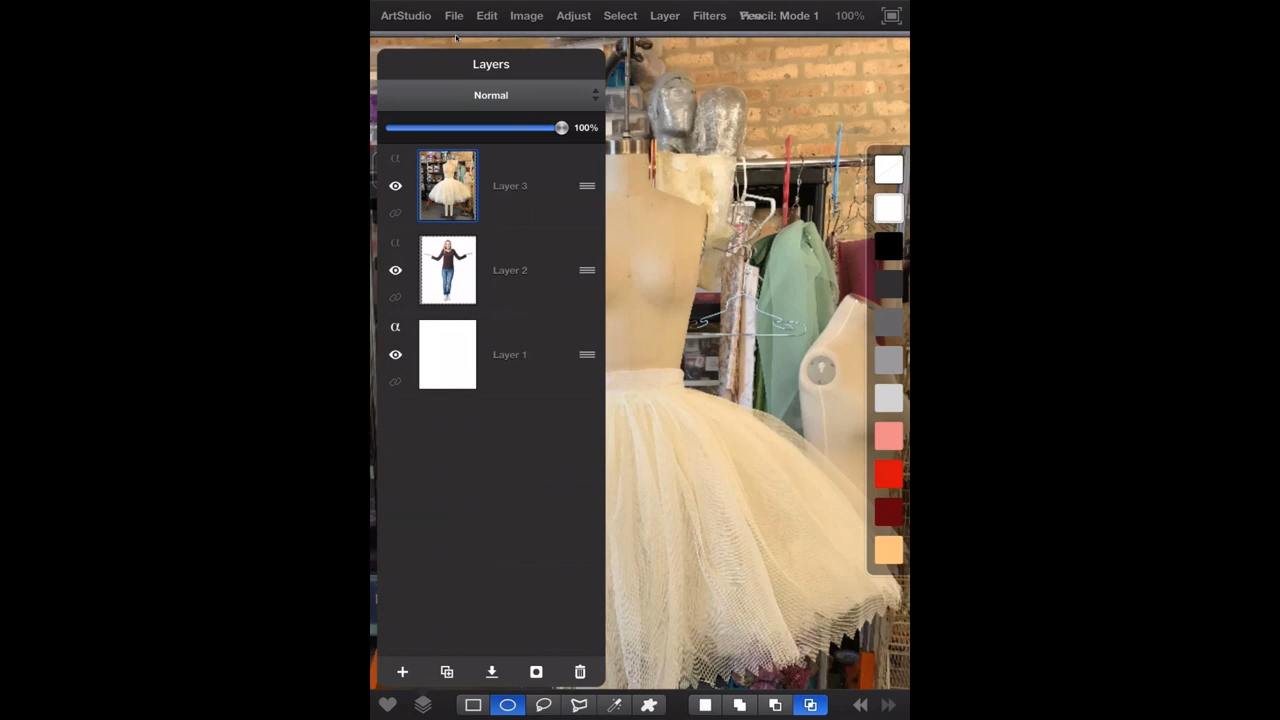 ArtStudio File Edit Image Adjust Select Layer Filters Pencil: Mode 1 100%
Layers
Normal
100%
α
Layer 3
α
Layer 2
α
Layer 1